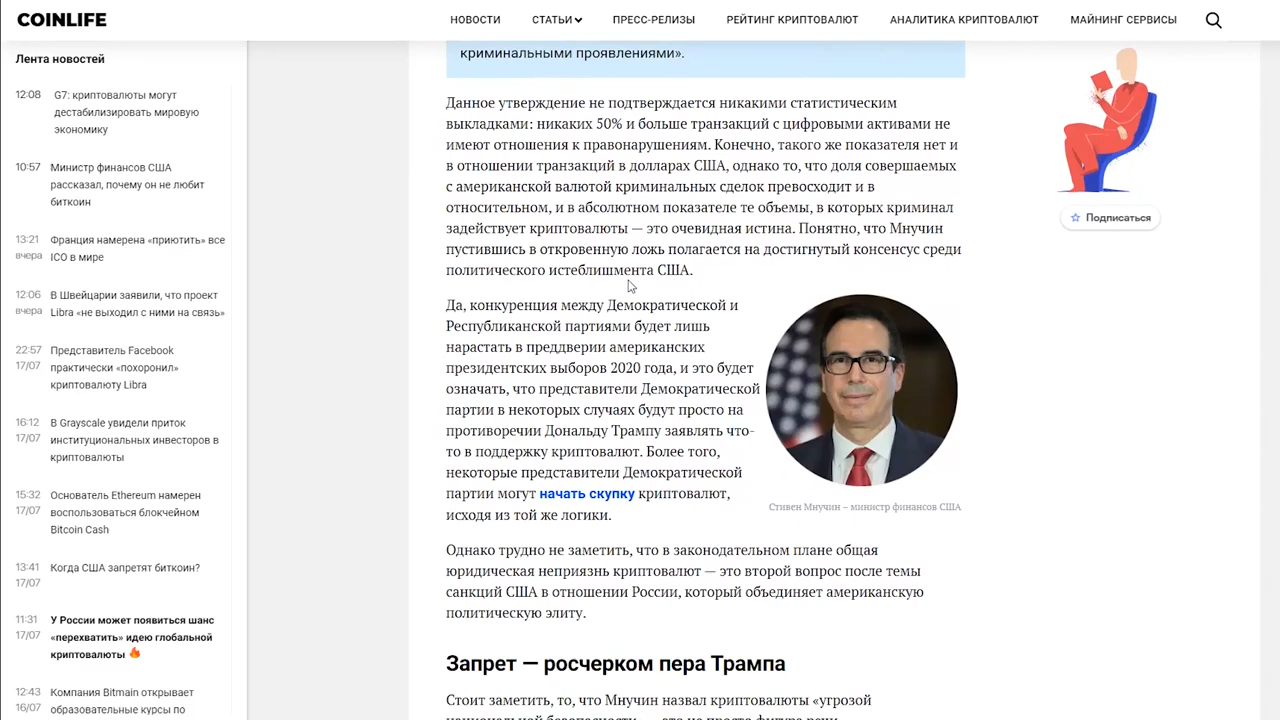 COINLIFE
НОВОСТИ СТАТЬИ ПРЕСС-РЕЛИЗЫ РЕЙТИНГ КРИПТОВАЛЮТ АНАЛИТИКА КРИПТОВАЛЮТ МАЙНИНГ СЕРВИСЫ
Лента новостей
12:08 G7: криптовалюты могут
дестабилизировать мировую
экономику
10:57 Министр финансов США
рассказал, почему он не любит
биткоин
13:21 Франция намерена «приютить» все
вчера ICO в мире
12:06 В Швейцарии заявили, что проект
вчера Libra «не выходил с ними на связь»
22:57 Представитель Facebook
17/07 практически «похоронил»
криптовалюту Libra
16:12 В Grayscale увидели приток
17/07 институциональных инвесторов в
криптовалюты
15:32 Основатель Ethereum намерен
17/07 воспользоваться блокчейном
Bitcoin Cash
13:41 Когда США запретят биткоин?
17/07
11:31 У России может появиться шанс
17/07 «перехватить» идею глобальной
криптовалюты
12:43 Компания Bitmain открывает
16/07 образовательные курсы по
криминальными проявлениями».
Данное утверждение не подтверждается никакими статистическим
выкладками: никаких 50% и больше транзакций с цифровыми активами не
имеют отношения к правонарушениям. Конечно, такого же показателя нет и
в отношении транзакций в долларах США, однако то, что доля совершаемых
с американской валютой криминальных сделок превосходит и в
относительном, и в абсолютном показателе те объемы, в которых криминал
задействует криптовалюты — это очевидная истина. Понятно, что Мнучин
пустившись в откровенную ложь полагается на достигнутый консенсус среди
политического истеблишмента США.
Да, конкуренция между Демократической и
Республиканской партиями будет лишь
нарастать в преддверии американских
президентских выборов 2020 года, и это будет
означать, что представители Демократической
партии в некоторых случаях будут просто на
противоречии Дональду Трампу заявлять что-
то в поддержку криптовалют. Более того,
некоторые представители Демократической
партии могут начать скупку криптовалют,
исходя из той же логики.
Стивен Мнучин – министр финансов США
Однако трудно не заметить, что в законодательном плане общая
юридическая неприязнь криптовалют — это второй вопрос после темы
санкций США в отношении России, который объединяет американскую
политическую элиту.
Запрет — росчерком пера Трампа
Стоит заметить, то, что Мнучин назвал криптовалюты «угрозой
национальной безопасности» — это не просто фигура речи
Подписаться